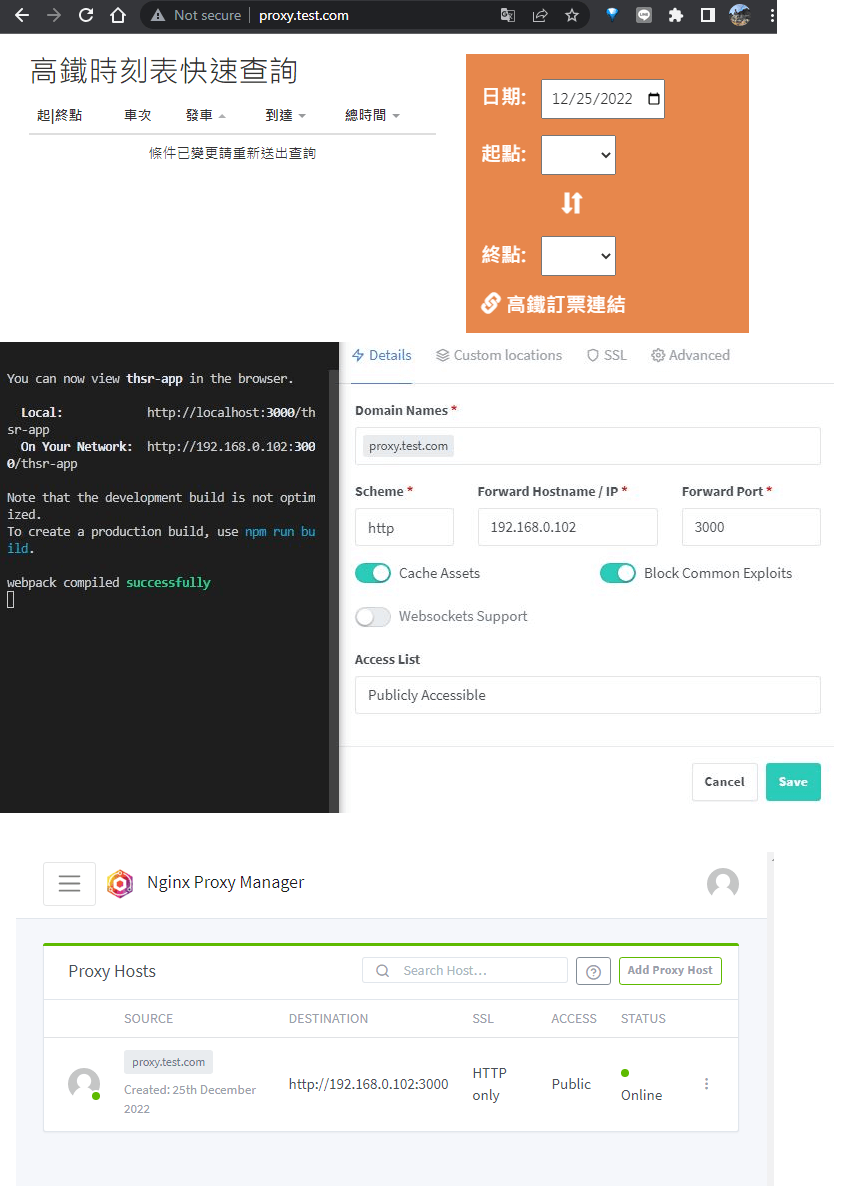 Not secure proxy.test.com
高鐵時刻表快速查詢
起|終點 車次 發車 到達 總時間
條件已變更請重新送出查詢
日期: 12/25/2022
起點:
終點:
高鐵訂票連結
You can now view thsr-app in the browser.
Local: http://localhost:3000/th
sr-app
On Your Network: http://192.168.0.102:300
0/thsr-app
Note that the development build is not optim
ized.
To create a production build, use npm run bu
ild.
webpack compiled successfully
Details Custom locations SSL Advanced
Domain Names *
proxy.test.com
Scheme * Forward Hostname / IP * Forward Port *
http 192.168.0.102 3000
Cache Assets Block Common Exploits
Websockets Support
Access List
Publicly Accessible
Cancel Save
Nginx Proxy Manager
Proxy Hosts Search Host... Add Proxy Host
SOURCE DESTINATION SSL ACCESS STATUS
proxy.test.com
Created: 25th December
2022
http://192.168.0.102:3000
HTTP
only
Public
Online